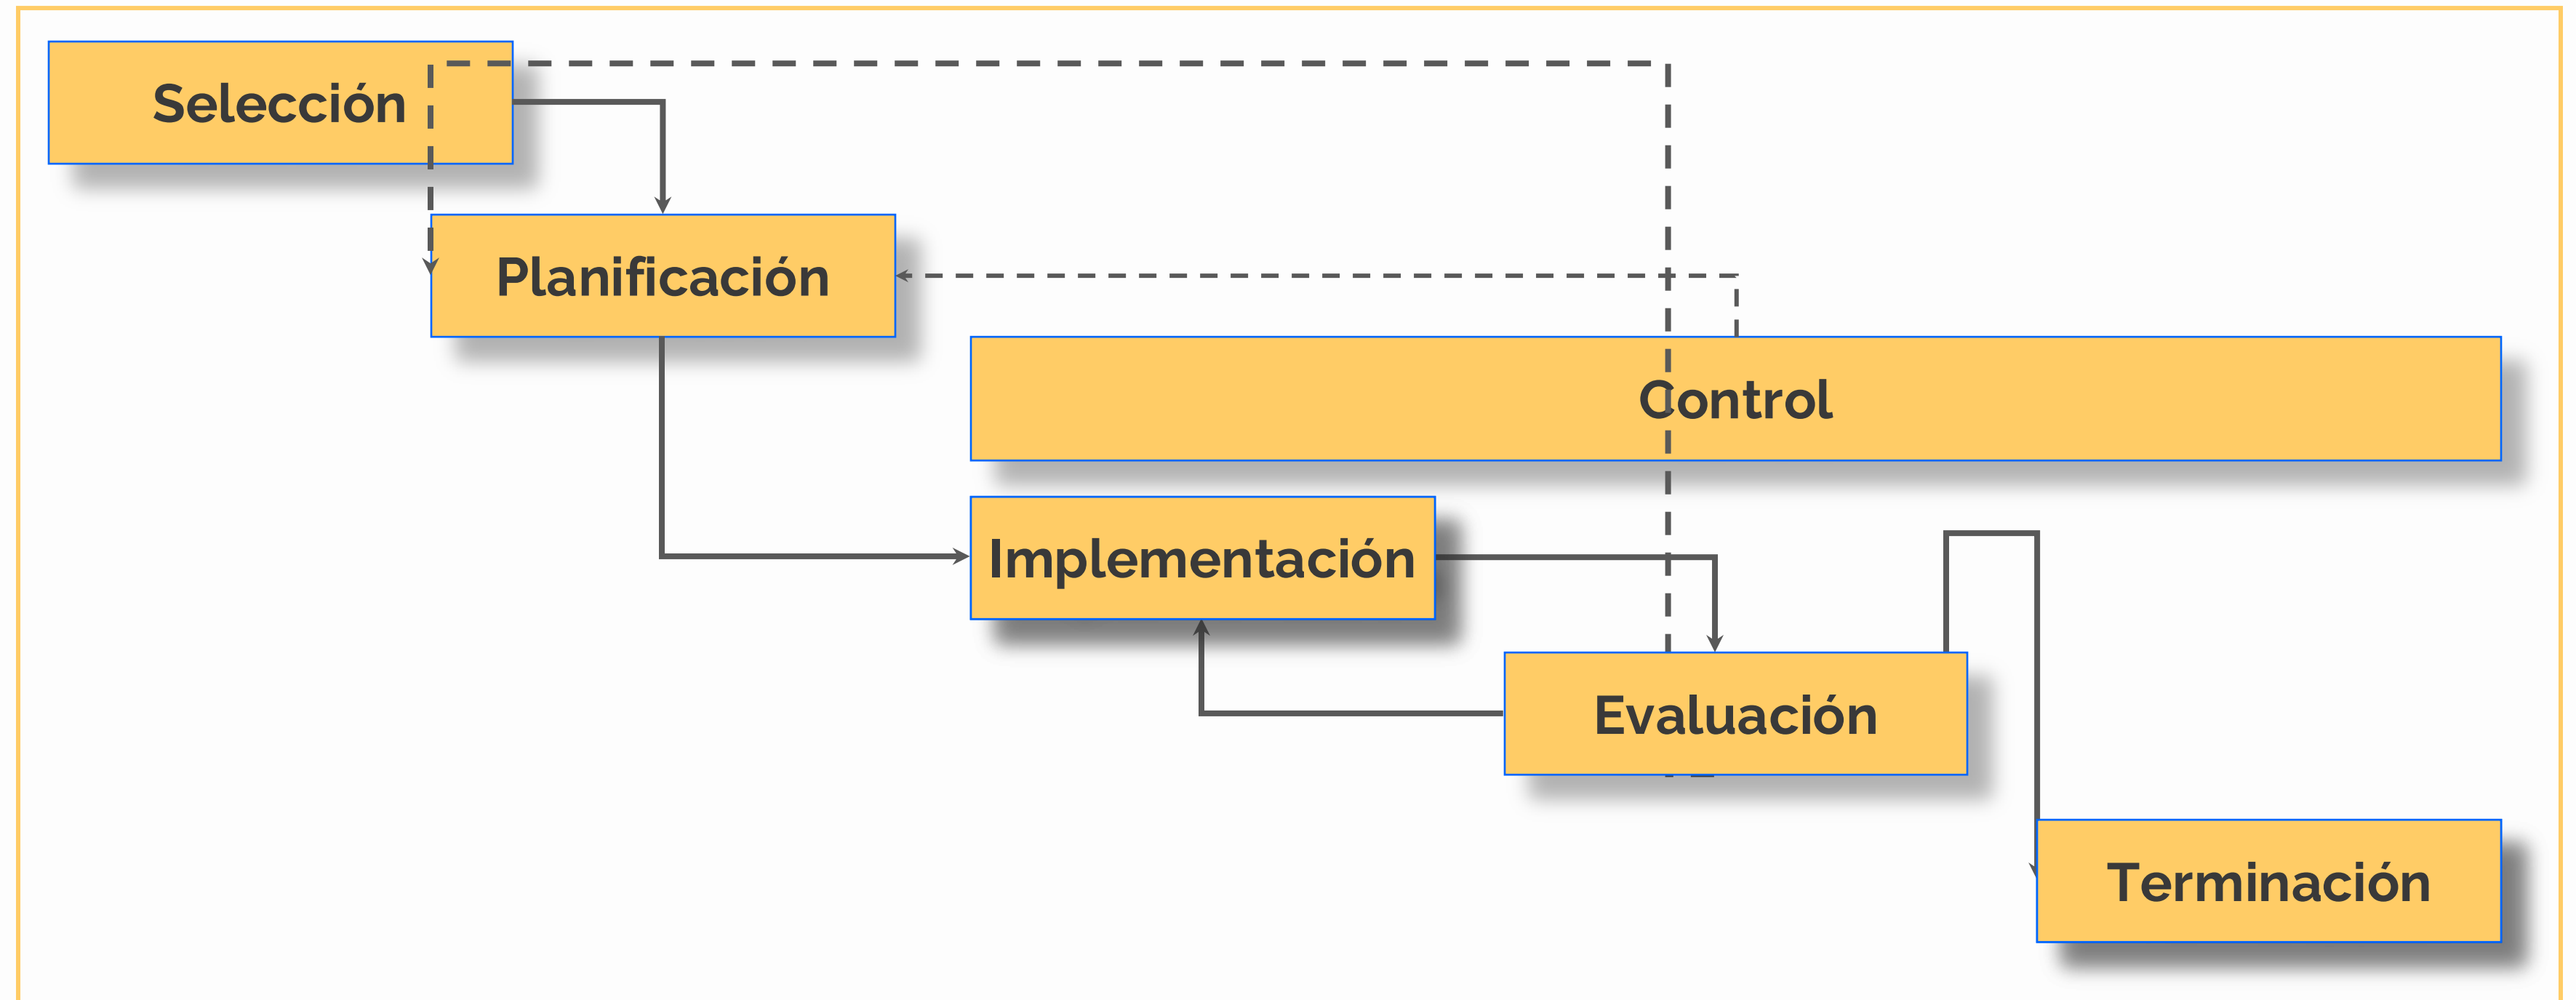 Selección
Planificación
Control
Implementación
Evaluación
Terminación